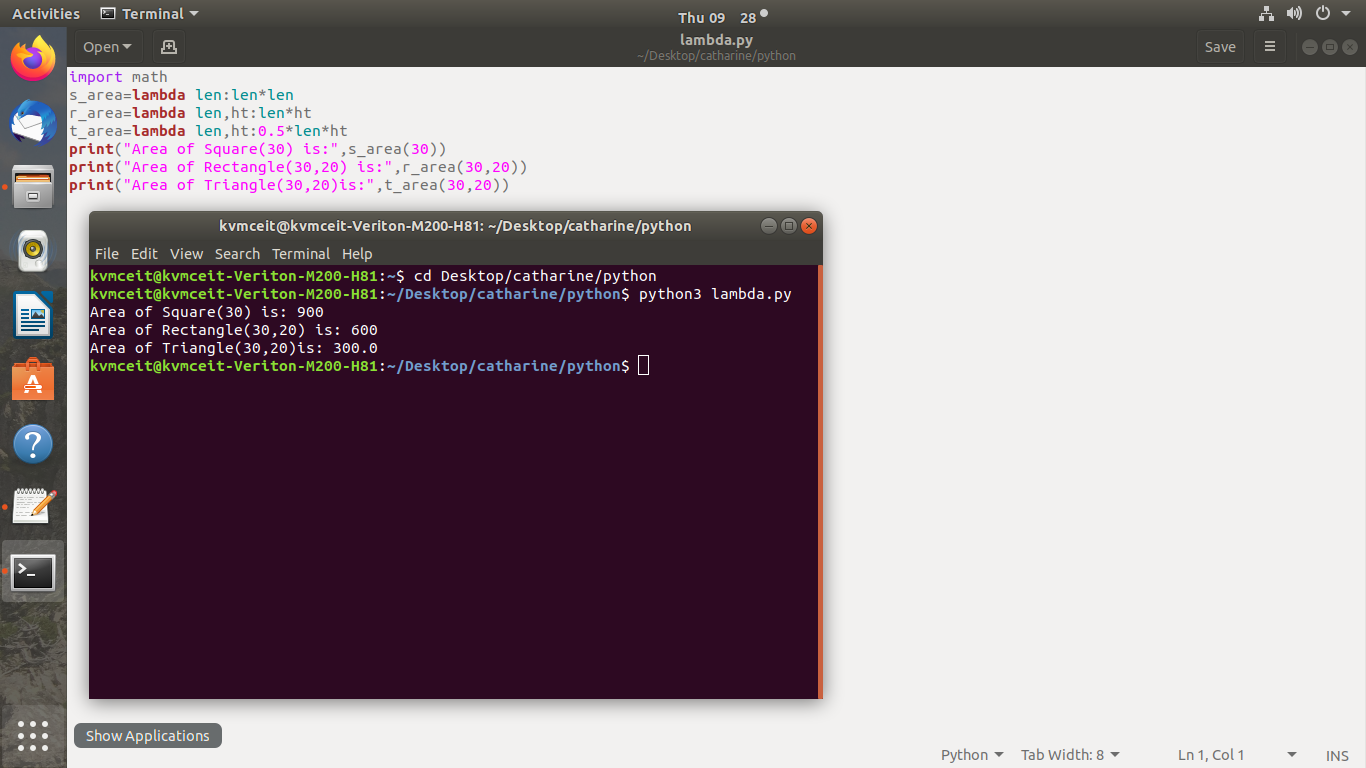 Activities
Terminal
Thu 09 28
Open
lambda.py
~/Desktop/catharine/python
Save
import math
s_area=lambda len:len*len
r_area=lambda len,ht:len*ht
t_area=lambda len,ht:0.5*len*ht
print("Area of Square(30) is:",s_area(30))
print("Area of Rectangle(30,20) is:",r_area(30,20))
print("Area of Triangle(30,20)is:",t_area(30,20))
kvmceit@kvmceit-Veriton-M200-H81: ~/Desktop/catharine/python
File Edit View Search Terminal Help
kvmceit@kvmceit-Veriton-M200-H81:~$ cd Desktop/catharine/python
kvmceit@kvmceit-Veriton-M200-H81:~/Desktop/catharine/python$ python3 lambda.py
Area of Square(30) is: 900
Area of Rectangle(30,20) is: 600
Area of Triangle(30,20)is: 300.0
kvmceit@kvmceit-Veriton-M200-H81:~/Desktop/catharine/python$
Show Applications
Python Tab Width: 8 Ln 1, Col 1 INS